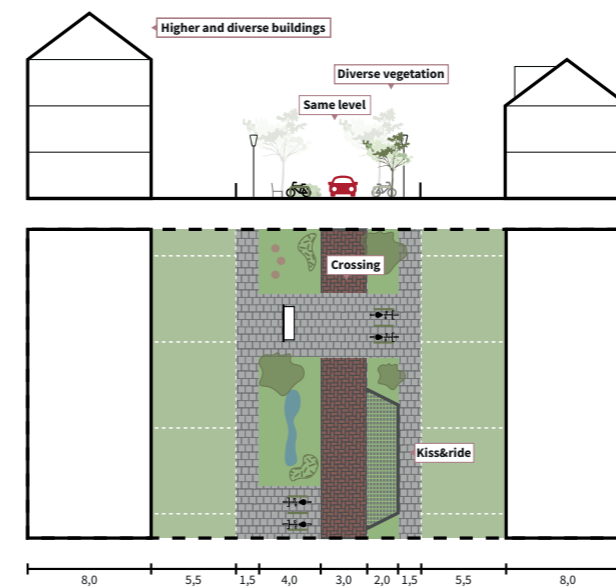 Higher and diverse buildings
Diverse vegetation
Same level
Crossing
Kiss&ride
8,0 5,5 1,5 4,0 3,0 2,0 1,5 5,5 8,0